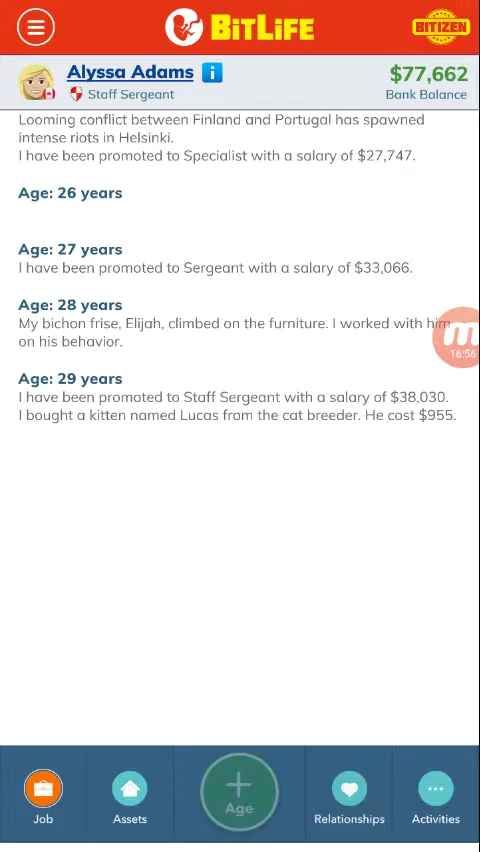 BITLIFE
BITIZEN
Alyssa Adams i
$77,662
Staff Sergeant
Bank Balance
Looming conflict between Finland and Portugal has spawned
intense riots in Helsinki.
I have been promoted to Specialist with a salary of $27,747.
Age: 26 years
Age: 27 years
I have been promoted to Sergeant with a salary of $33,066.
Age: 28 years
My bichon frise, Elijah, climbed on the furniture. I worked with him
on his behavior.
16:56
Age: 29 years
I have been promoted to Staff Sergeant with a salary of $38,030.
I bought a kitten named Lucas from the cat breeder. He cost $955.
Age
Job
Assets
Relationships
Activities